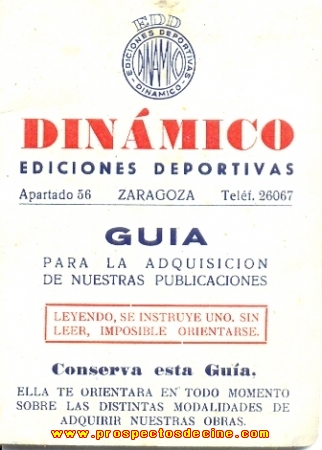 EDD
EDICIONES DEPORTIVAS
DINAMICO
DINAMICO
DINÁMICO
EDICIONES DEPORTIVAS
Apartado 56 ZARAGOZA Teléf. 26067
GUIA
PARA LA ADQUISICION
DE NUESTRAS PUBLICACIONES
LEYENDO, SE INSTRUYE UNO. SIN
LEER, IMPOSIBLE ORIENTARSE.
Conserva esta Guía.
ELLA TE ORIENTARA EN TODO MOMENTO
SOBRE LAS DISTINTAS MODALIDADES DE
ADQUIRIR NUESTRAS OBRAS.
www.prospectosdecine.com